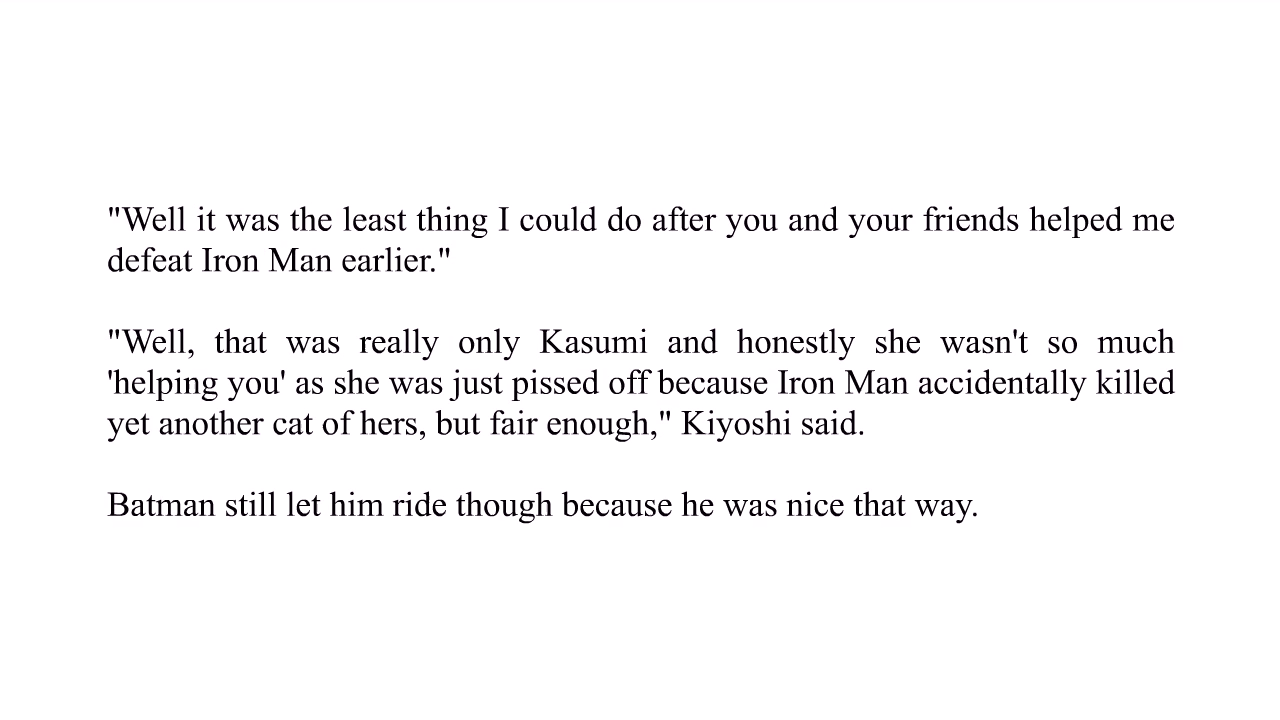 "Well it was the least thing I could do after you and your friends helped me
defeat Iron Man earlier."
"Well, that was really only Kasumi and honestly she wasn't so much
'helping you' as she was just pissed off because Iron Man accidentally killed
yet another cat of hers, but fair enough," Kiyoshi said.
Batman still let him ride though because he was nice that way.